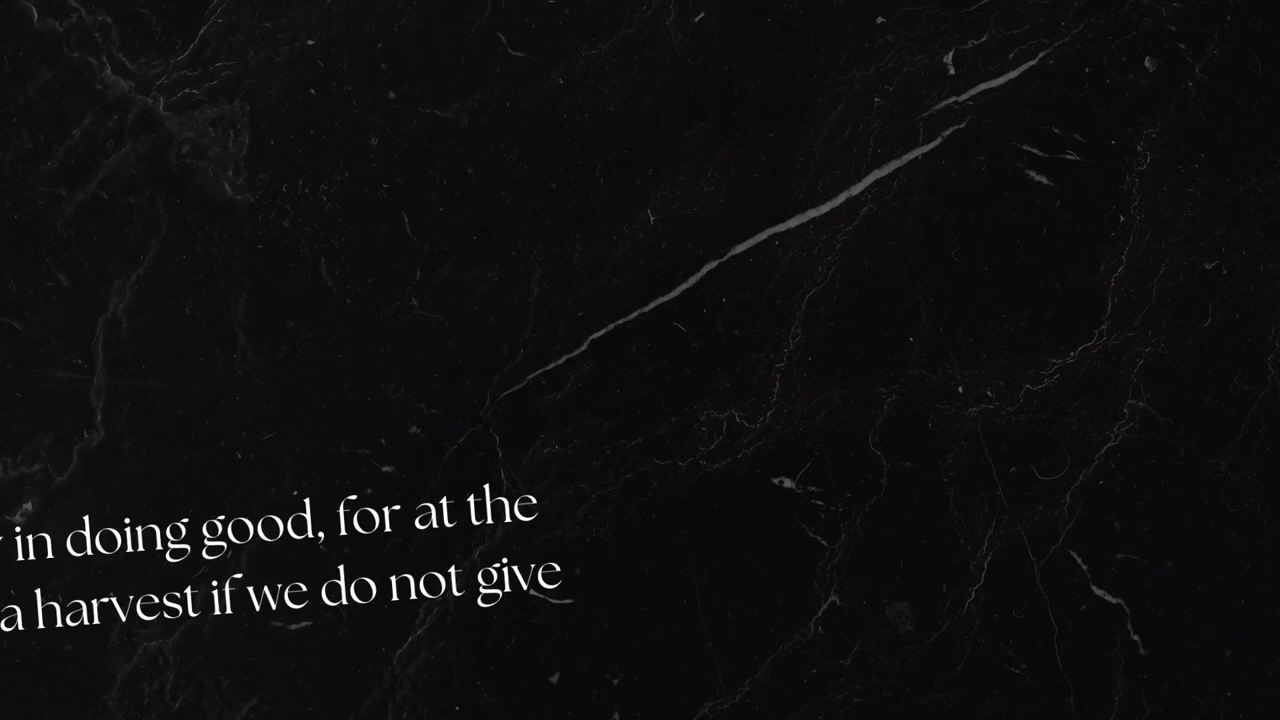 in doing good, for at the
a harvest if we do not give